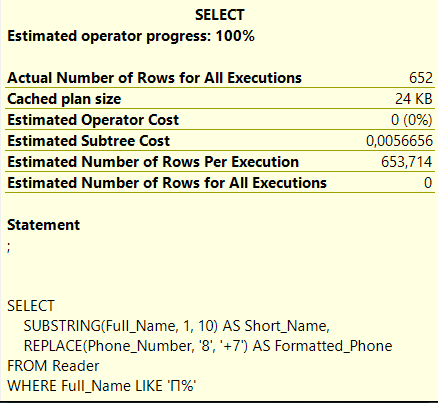 SELECT
Estimated operator progress: 100%
Actual Number of Rows for All Executions 652
Cached plan size 24 KB
Estimated Operator Cost 0 (0%)
Estimated Subtree Cost 0,0056656
Estimated Number of Rows Per Execution 653,714
Estimated Number of Rows for All Executions 0
Statement
;
SELECT
SUBSTRING(Full_Name, 1, 10) AS Short_Name,
REPLACE(Phone_Number, '8', '+7') AS Formatted_Phone
FROM Reader
WHERE Full_Name LIKE 'П%'